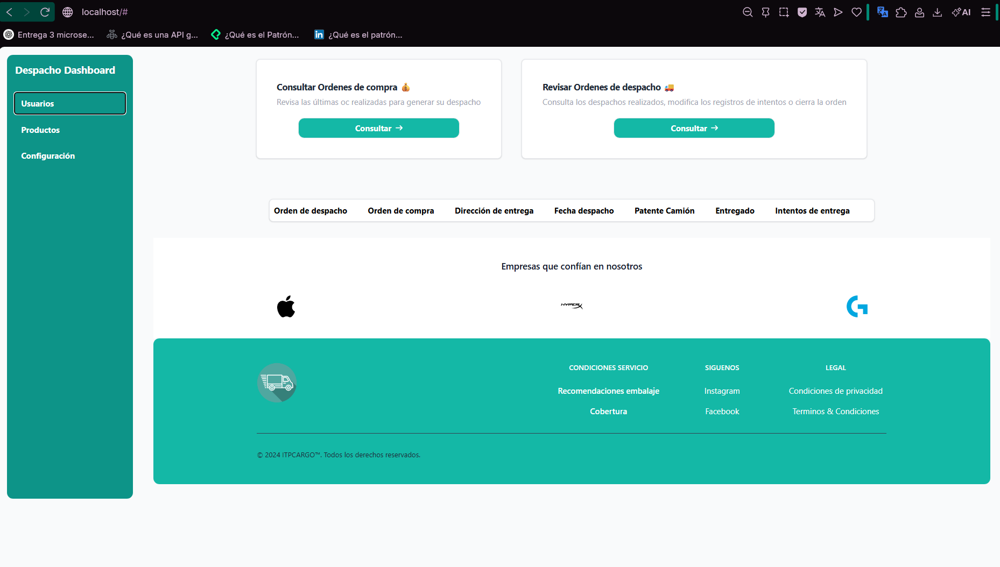 localhost/#
AI
Entrega 3 microse...
¿Qué es una API g...
¿Qué es el Patrón...
¿Qué es el patrón...
Despacho Dashboard
Usuarios
Productos
Configuración
Consultar Ordenes de compra
Revisa las últimas oc realizadas para generar su despacho
Consultar →
Revisar Ordenes de despacho
Consulta los despachos realizados, modifica los registros de intentos o cierra la orden
Consultar →
Orden de despacho Orden de compra Dirección de entrega Fecha despacho Patente Camión Entregado Intentos de entrega
Empresas que confían en nosotros
HYPERX
CONDICIONES SERVICIO
Recomendaciones embalaje
Cobertura
SIGUENOS
Instagram
Facebook
LEGAL
Condiciones de privacidad
Terminos & Condiciones
© 2024 ITPCARGO™. Todos los derechos reservados.